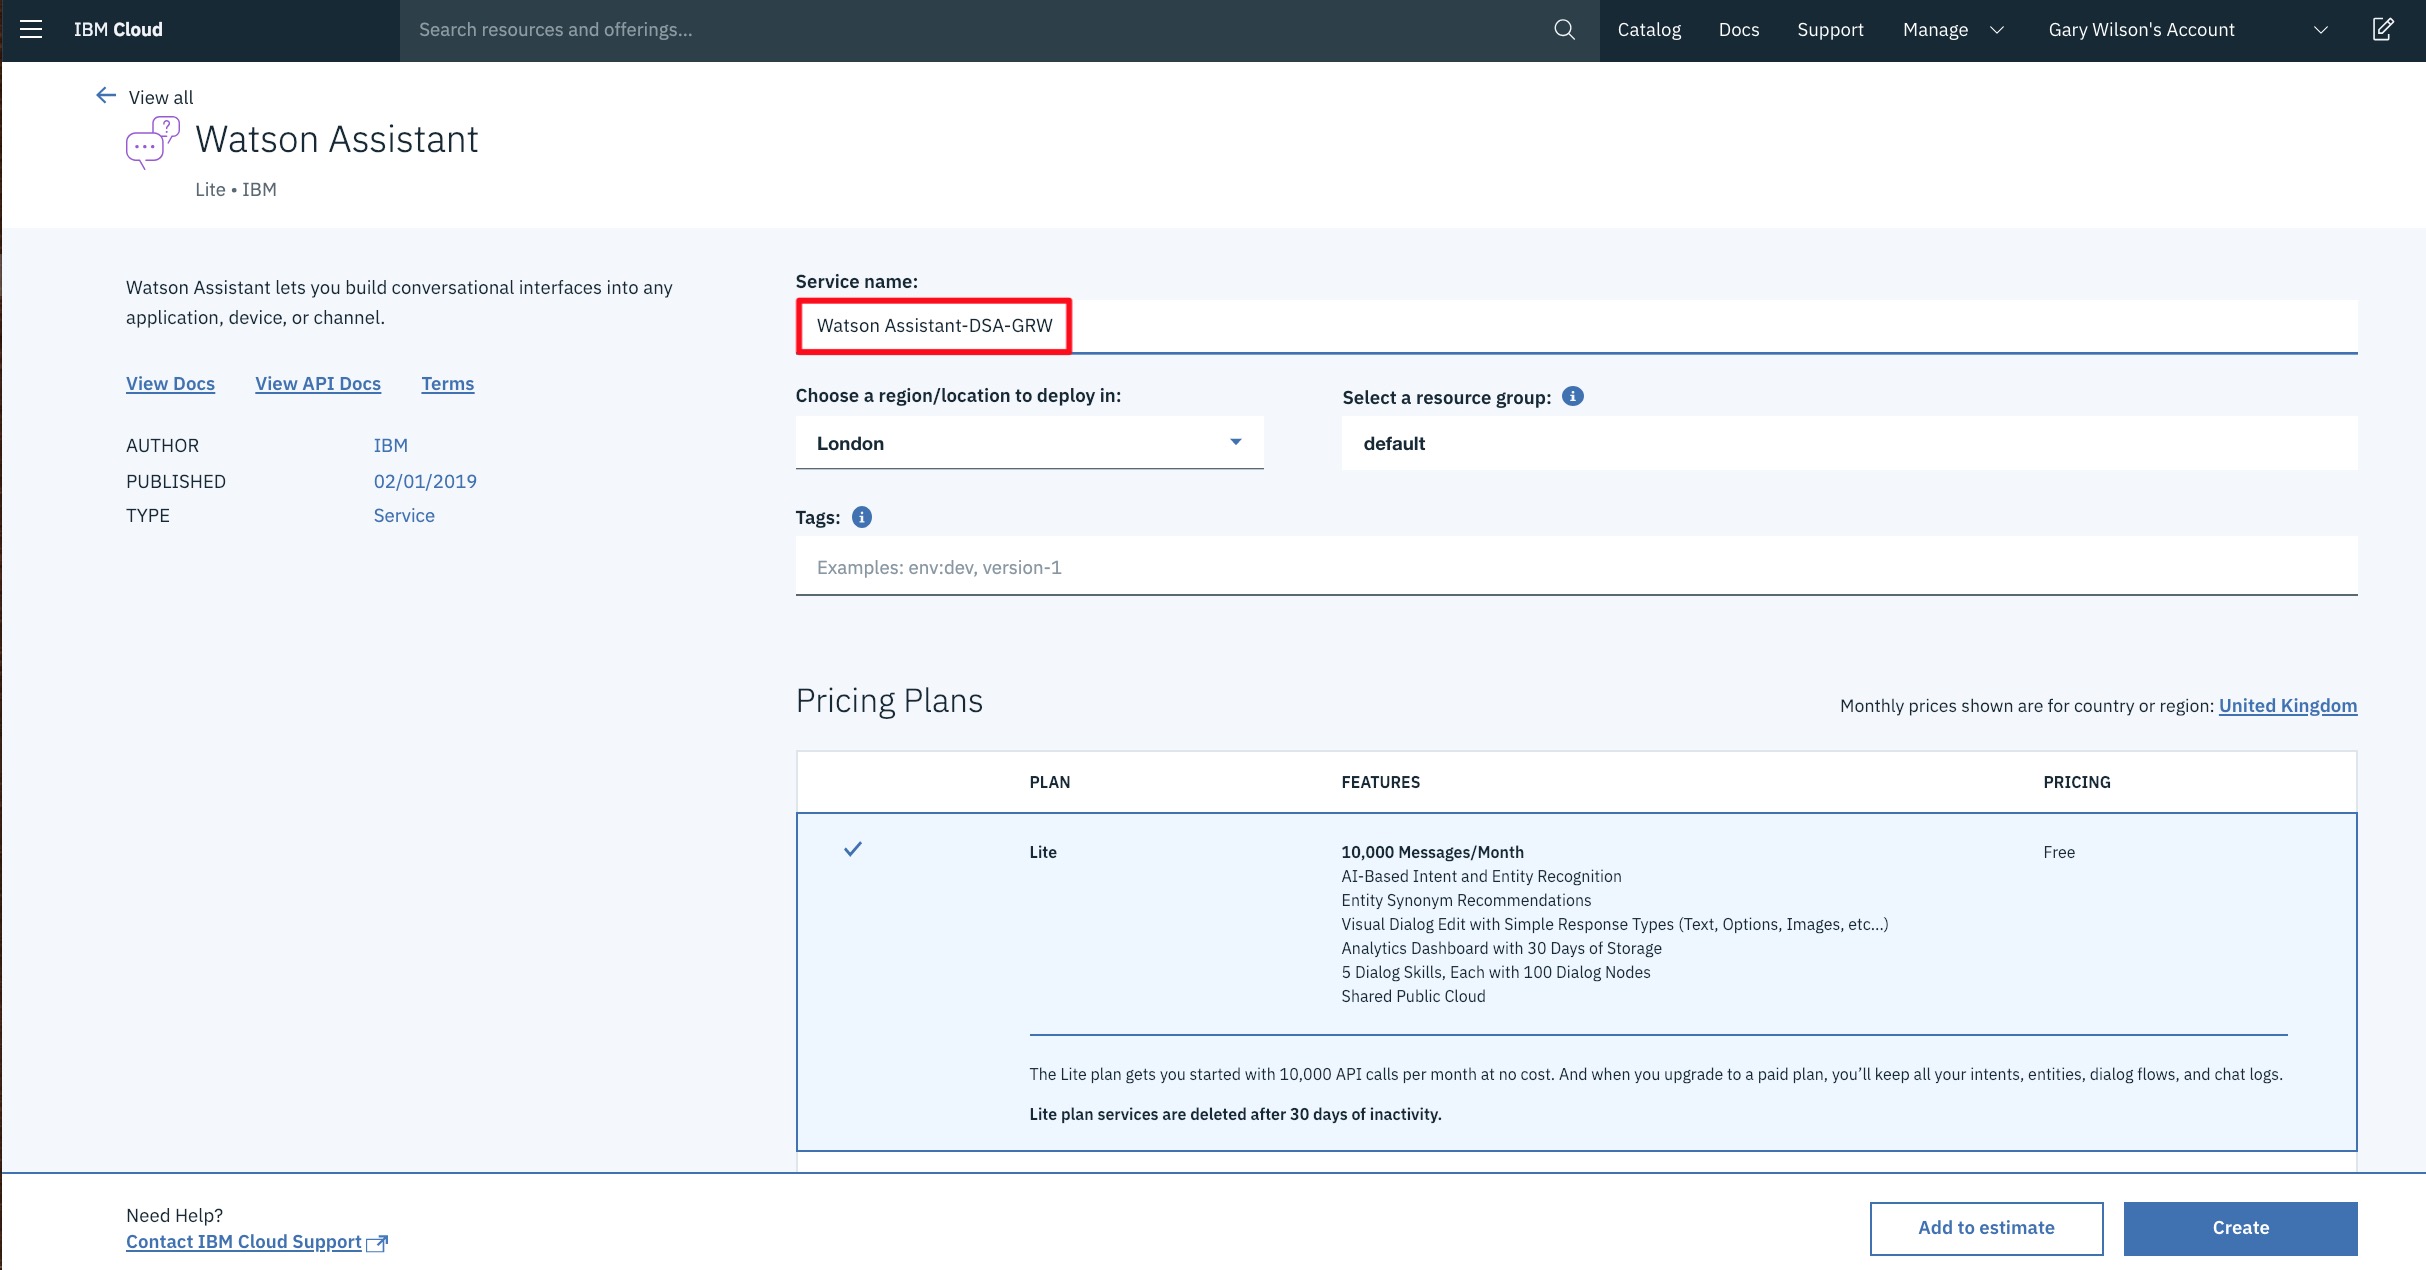 IBM Cloud
Search resources and offerings...
Catalog
Docs
Support
Manage
Gary Wilson's Account
View all
Watson Assistant
Lite • IBM
Watson Assistant lets you build conversational interfaces into any
application, device, or channel.
View Docs
View API Docs
Terms
AUTHOR IBM
PUBLISHED 02/01/2019
TYPE Service
Service name:
Watson Assistant-DSA-GRW
Choose a region/location to deploy in:
London
Select a resource group:
default
Tags:
Examples: env:dev, version-1
Pricing Plans
Monthly prices shown are for country or region: United Kingdom
PLAN FEATURES PRICING
Lite
10,000 Messages/Month
AI-Based Intent and Entity Recognition
Entity Synonym Recommendations
Visual Dialog Edit with Simple Response Types (Text, Options, Images, etc...)
Analytics Dashboard with 30 Days of Storage
5 Dialog Skills, Each with 100 Dialog Nodes
Shared Public Cloud
Free
The Lite plan gets you started with 10,000 API calls per month at no cost. And when you upgrade to a paid plan, you’ll keep all your intents, entities, dialog flows, and chat logs.
Lite plan services are deleted after 30 days of inactivity.
Need Help?
Contact IBM Cloud Support
Add to estimate
Create